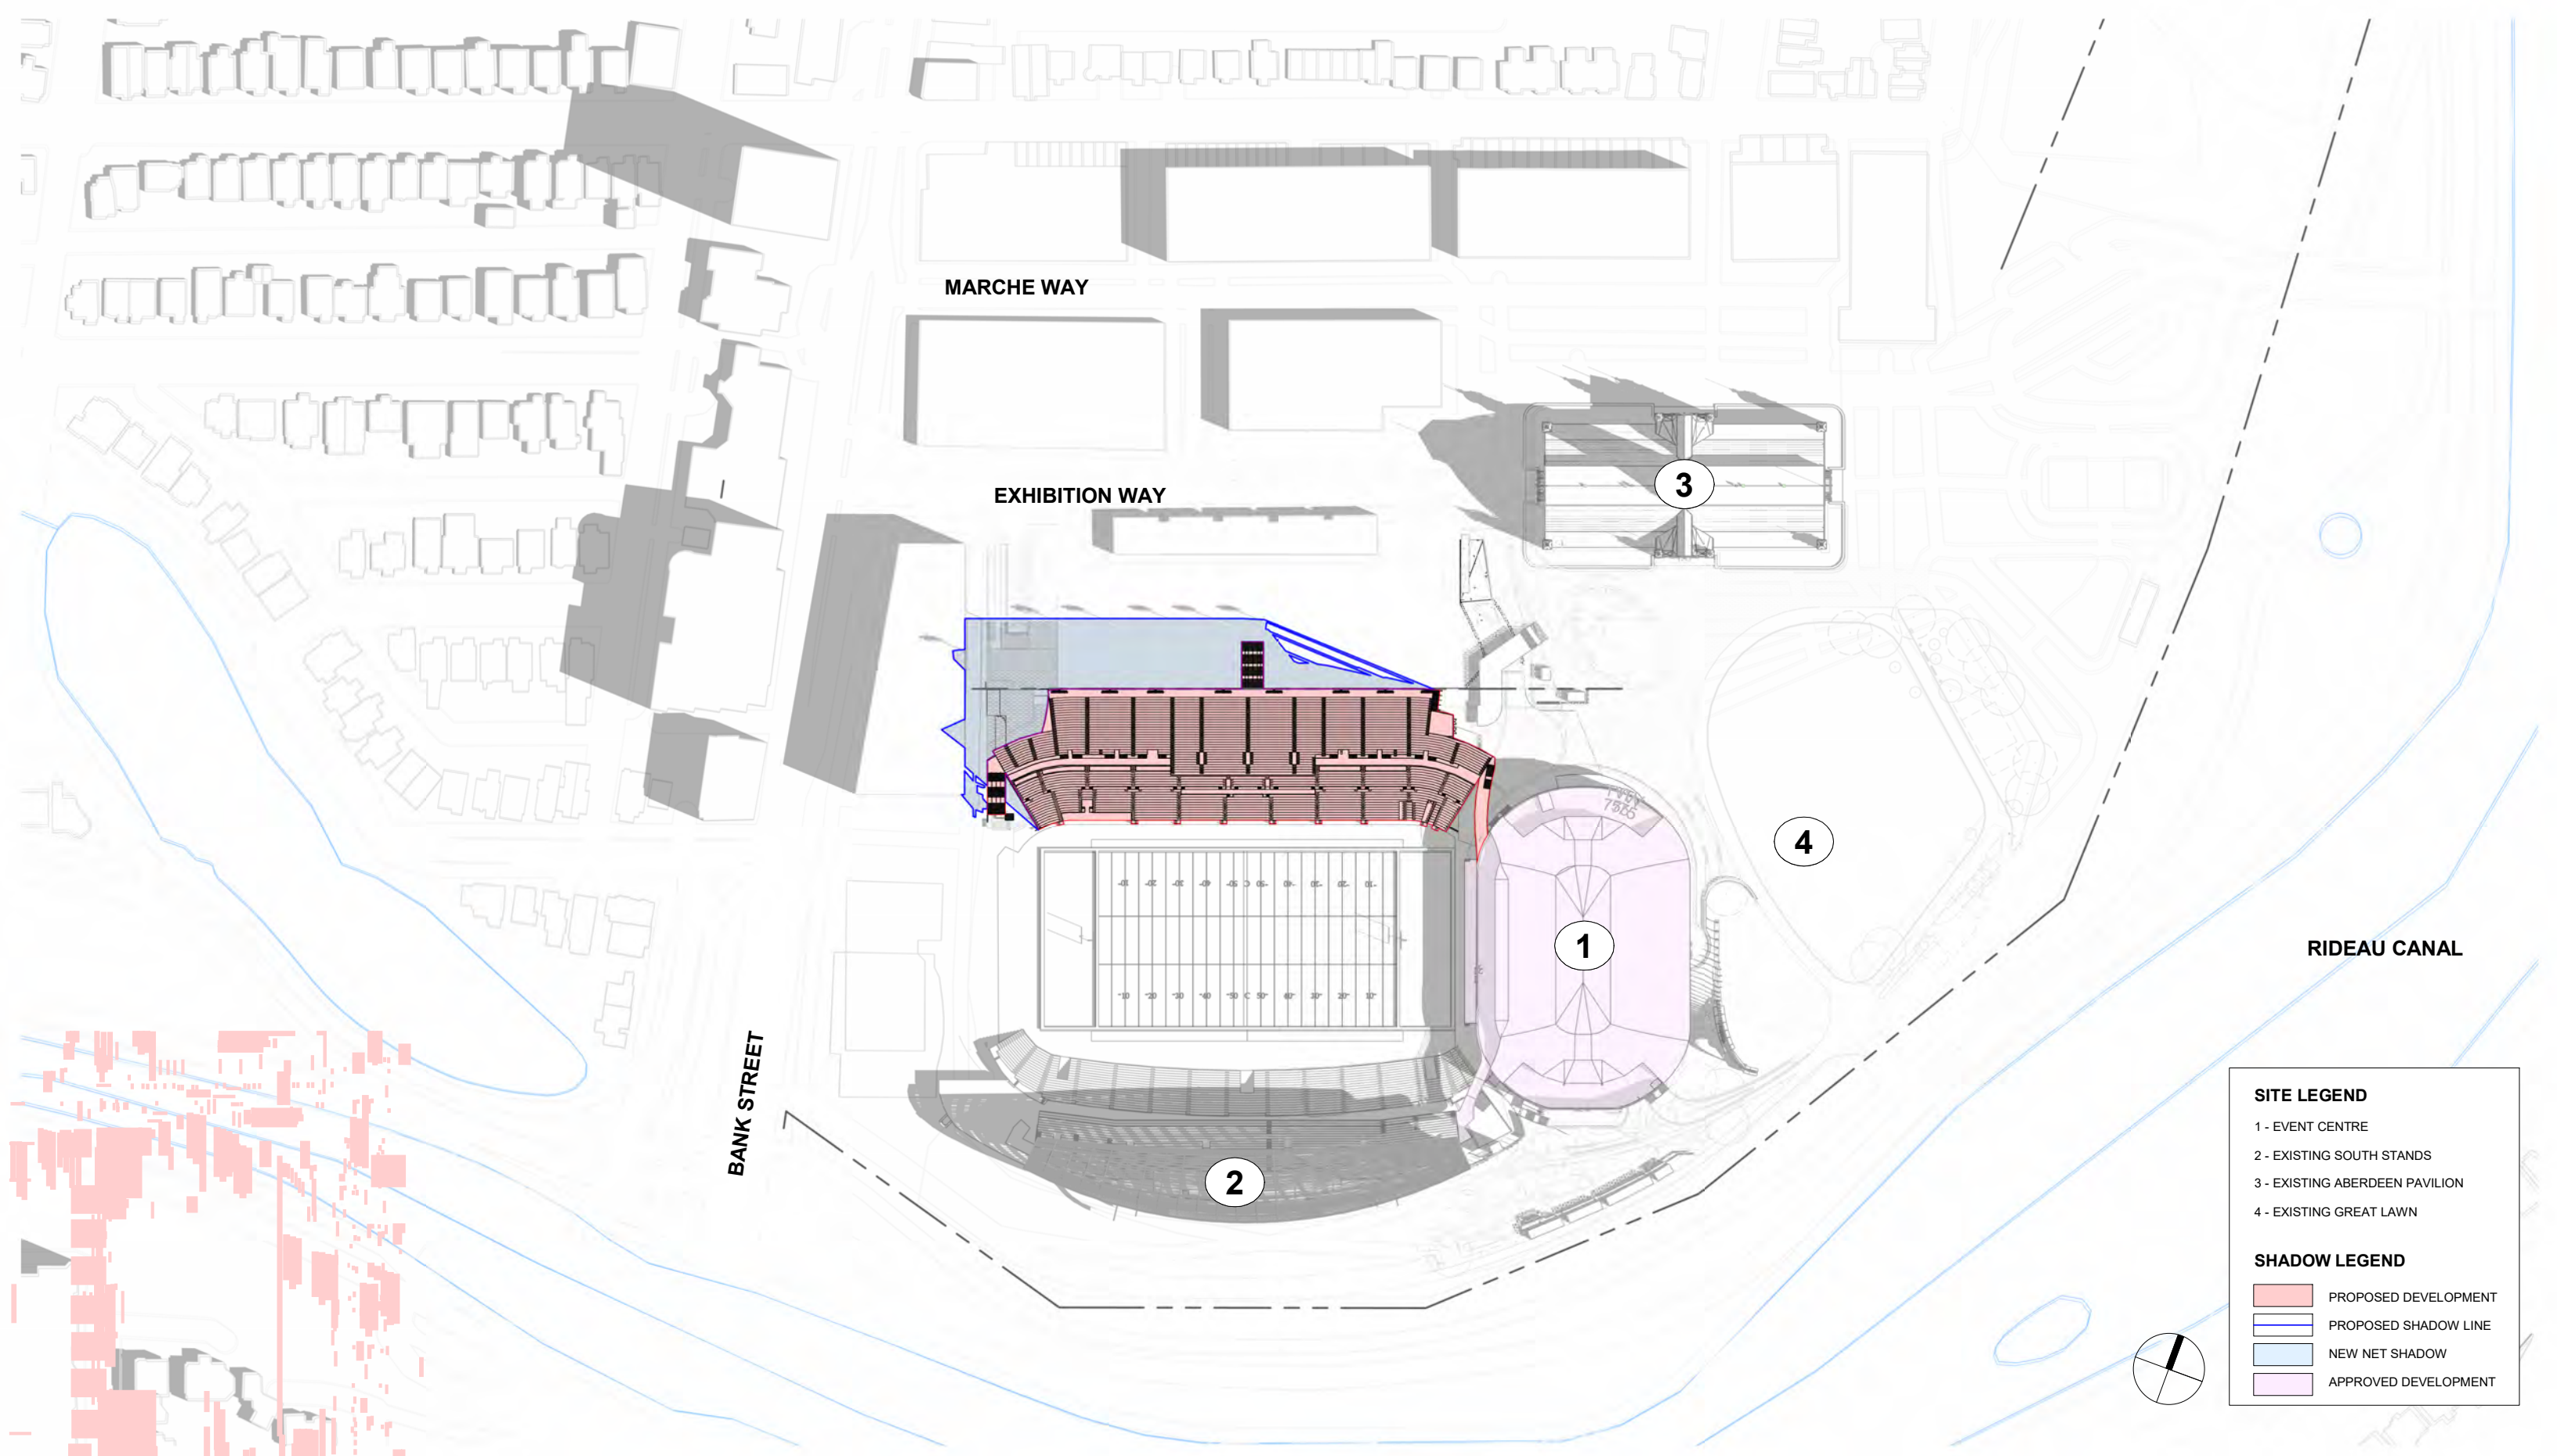 MARCHE WAY
EXHIBITION WAY
3
4
1
RIDEAU CANAL
BANK STREET
2
SITE LEGEND
1 - EVENT CENTRE
2 - EXISTING SOUTH STANDS
3 - EXISTING ABERDEEN PAVILION
4 - EXISTING GREAT LAWN
SHADOW LEGEND
PROPOSED DEVELOPMENT
PROPOSED SHADOW LINE
NEW NET SHADOW
APPROVED DEVELOPMENT